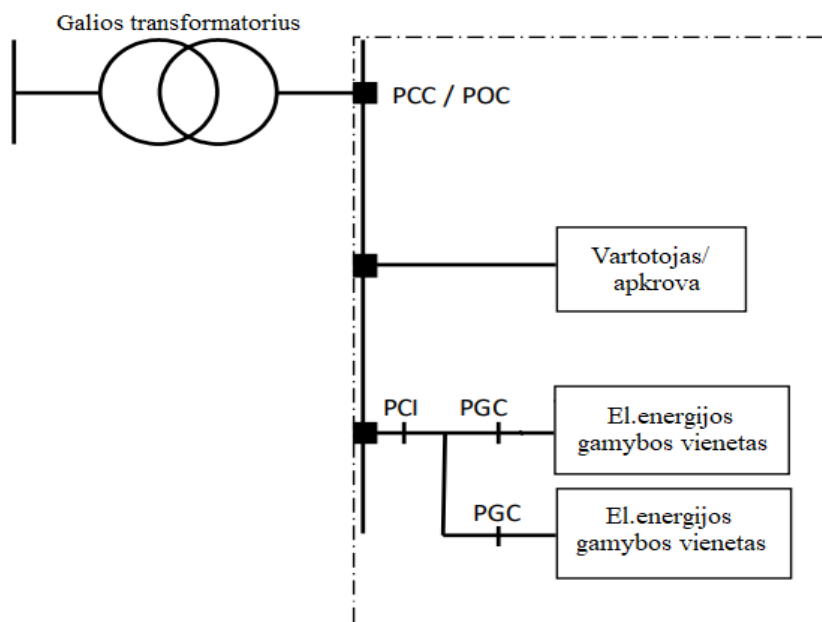 Galios transformatorius
PCC / POC
Vartotojas/
apkrova
PCI
PGC
El.energijos
gamybos vienetas
PGC
El.energijos
gamybos vienetas